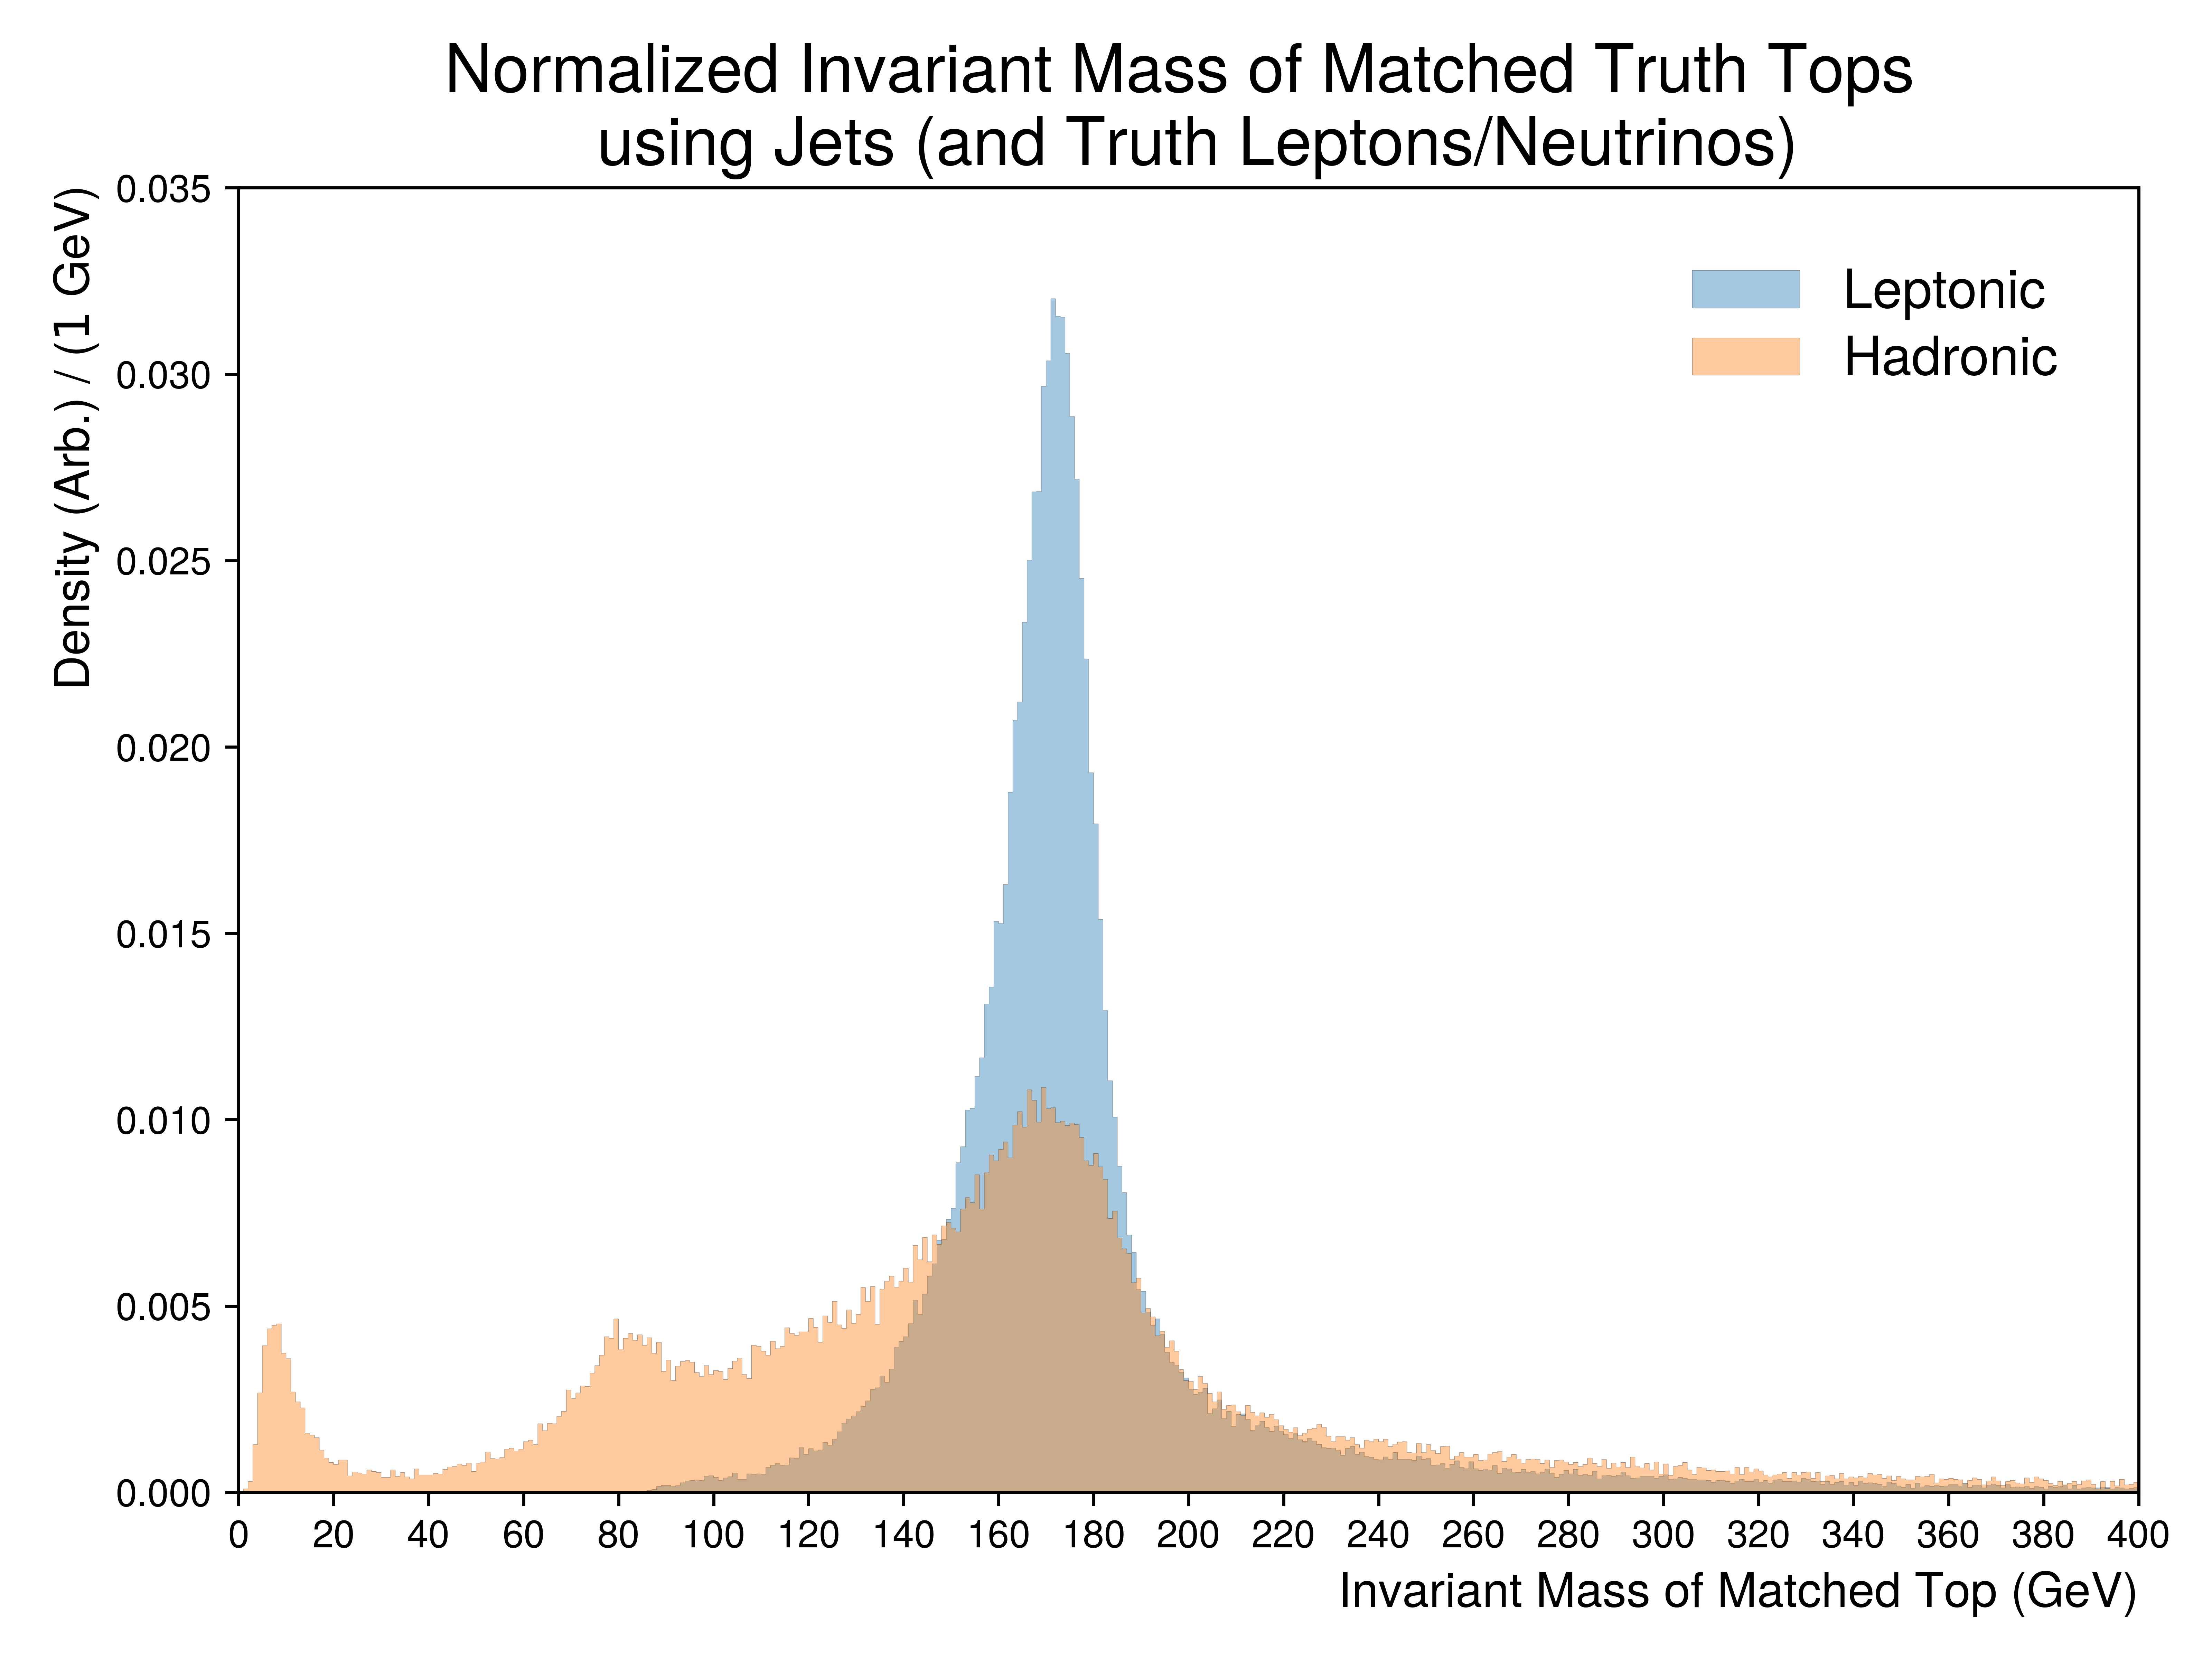 Normalized Invariant Mass of Matched Truth Tops
using Jets (and Truth Leptons/Neutrinos)
Density (Arb.) / (1 GeV)
0.035
0.030
0.025
0.020
0.015
0.010
0.005
0.000
Leptonic
Hadronic
0 20 40 60 80 100 120 140 160 180 200 220 240 260 280 300 320 340 360 380 400
Invariant Mass of Matched Top (GeV)